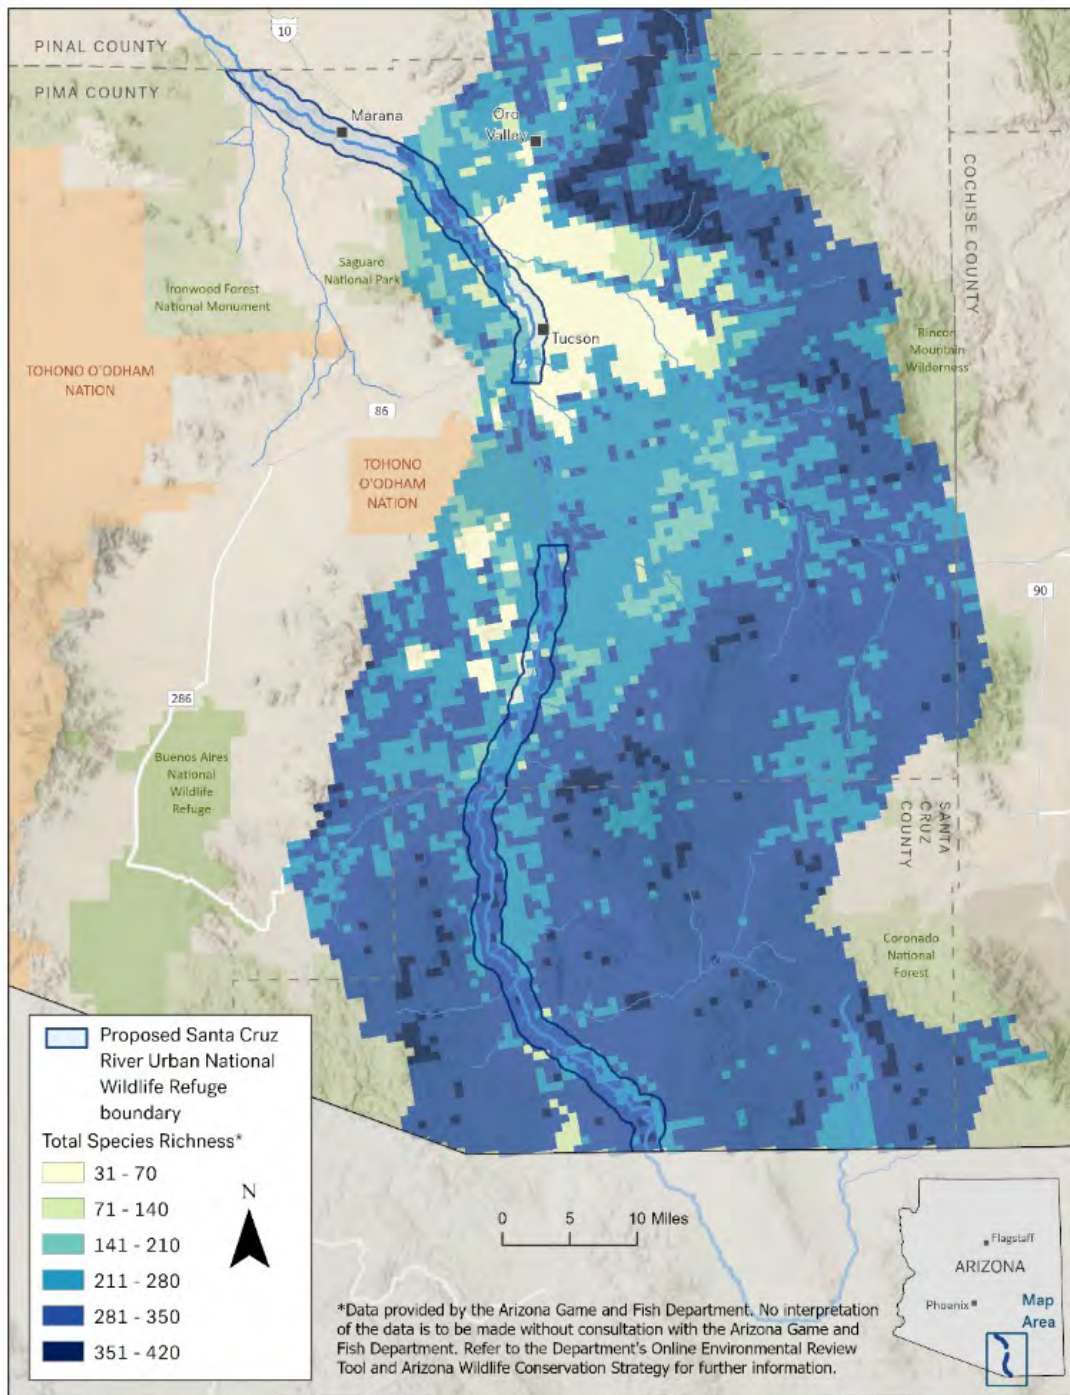 10
PINAL COUNTY
PIMA COUNTY
Marana
Oro
Valley
COCHISE COUNTY
Saguaro
National Park
Ironwood Forest
National Monument
Tucson
Rincon
Mountain
Wilderness
TOHONO O'ODHAM
NATION
86
TOHONO
O'ODHAM
NATION
90
286
Buenos Aires
National
Wildlife
Refuge
SANTA
CRUZ
COUNTY
Coronado
National
Forest
Proposed Santa Cruz
River Urban National
Wildlife Refuge
boundary
Total Species Richness*
31 - 70
71 - 140
141 - 210
211 - 280
281 - 350
351 - 420
N
0 5 10 Miles
Flagstaff
ARIZONA
Phoenix
Map
Area
*Data provided by the Arizona Game and Fish Department. No interpretation
of the data is to be made without consultation with the Arizona Game and
Fish Department. Refer to the Department's Online Environmental Review
Tool and Arizona Wildlife Conservation Strategy for further information.